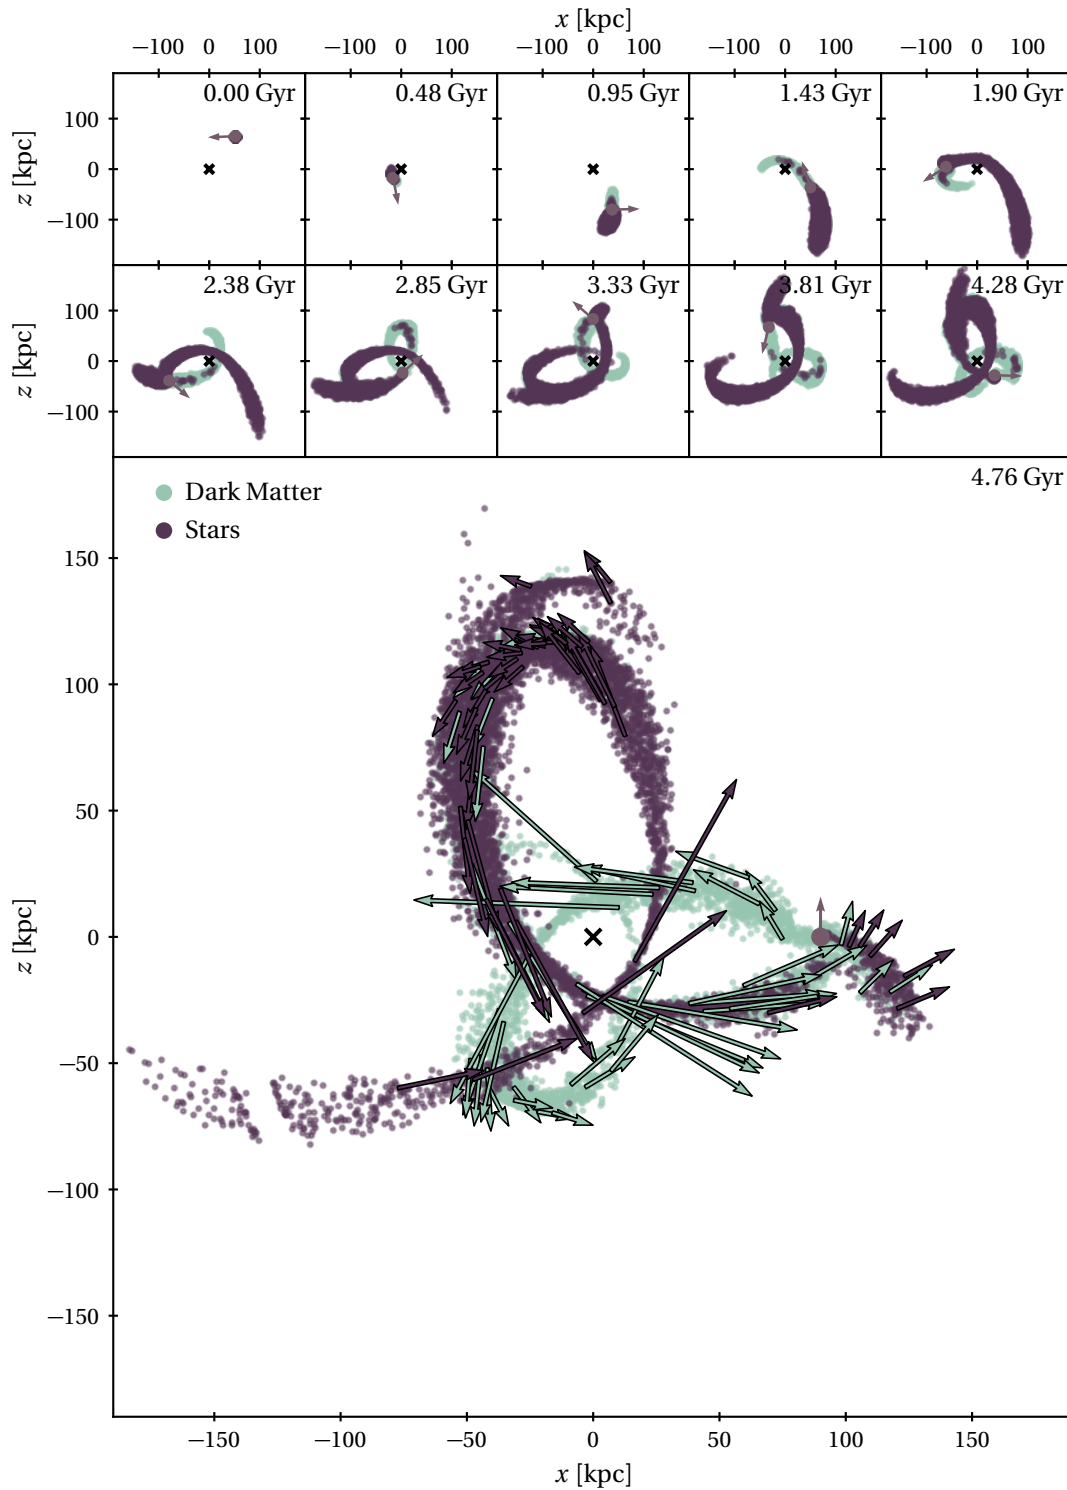 x [kpc]
−100 0 100 −100 0 100 −100 0 100 −100 0 100 −100 0 100
0.00 Gyr 0.48 Gyr 0.95 Gyr 1.43 Gyr 1.90 Gyr
100
0
−100
z [kpc]
2.38 Gyr 2.85 Gyr 3.33 Gyr 3.81 Gyr 4.28 Gyr
100
0
−100
z [kpc]
4.76 Gyr
Dark Matter
Stars
150
100
50
0
−50
−100
−150
z [kpc]
−150 −100 −50 0 50 100 150
x [kpc]